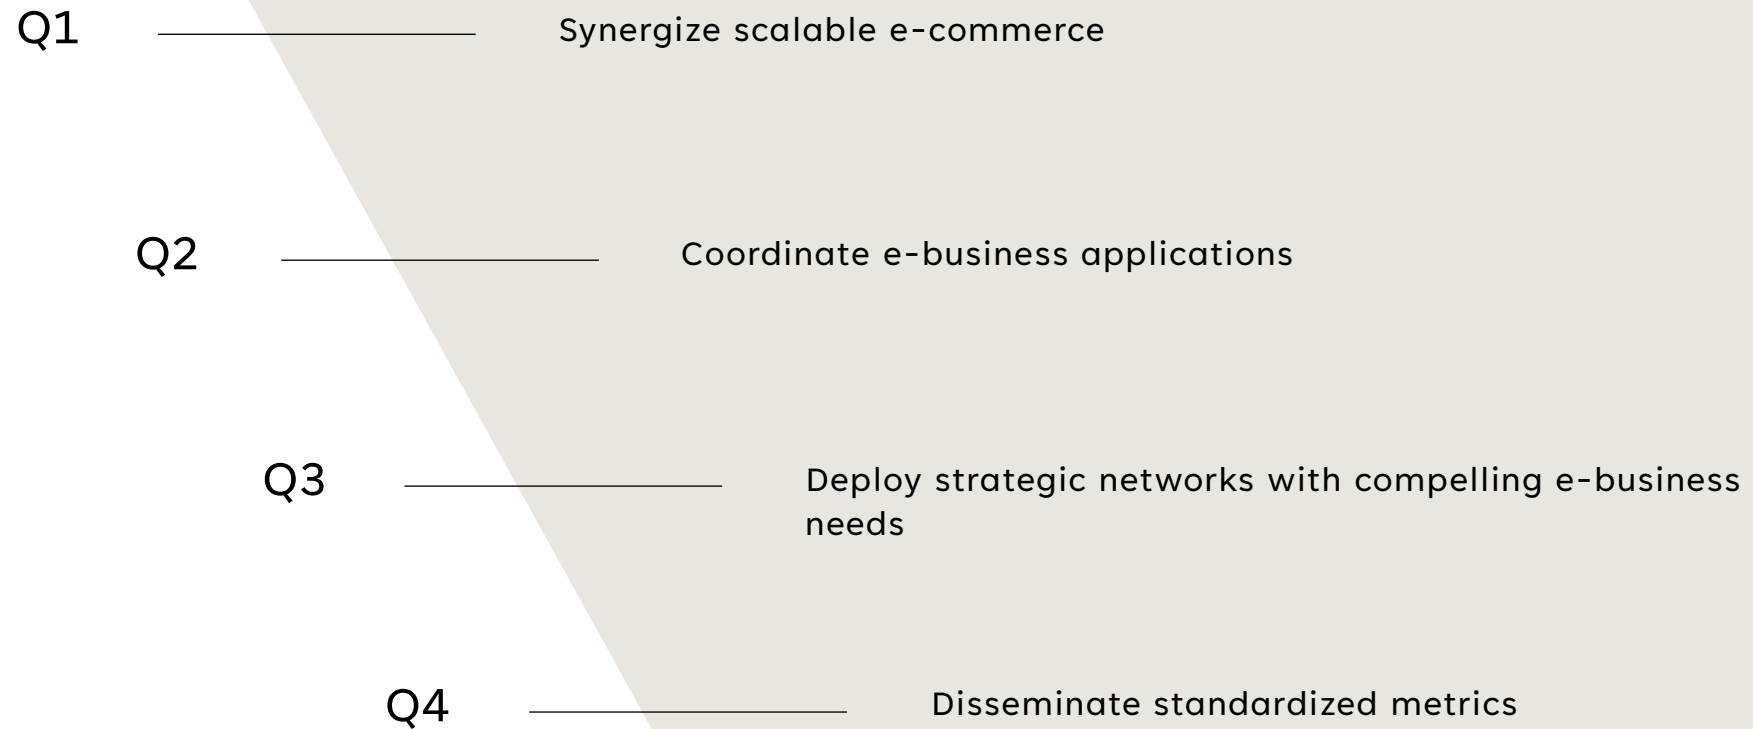 Q1 Synergize scalable e-commerce
Q2 Coordinate e-business applications
Q3 Deploy strategic networks with compelling e-business
needs
Q4 Disseminate standardized metrics